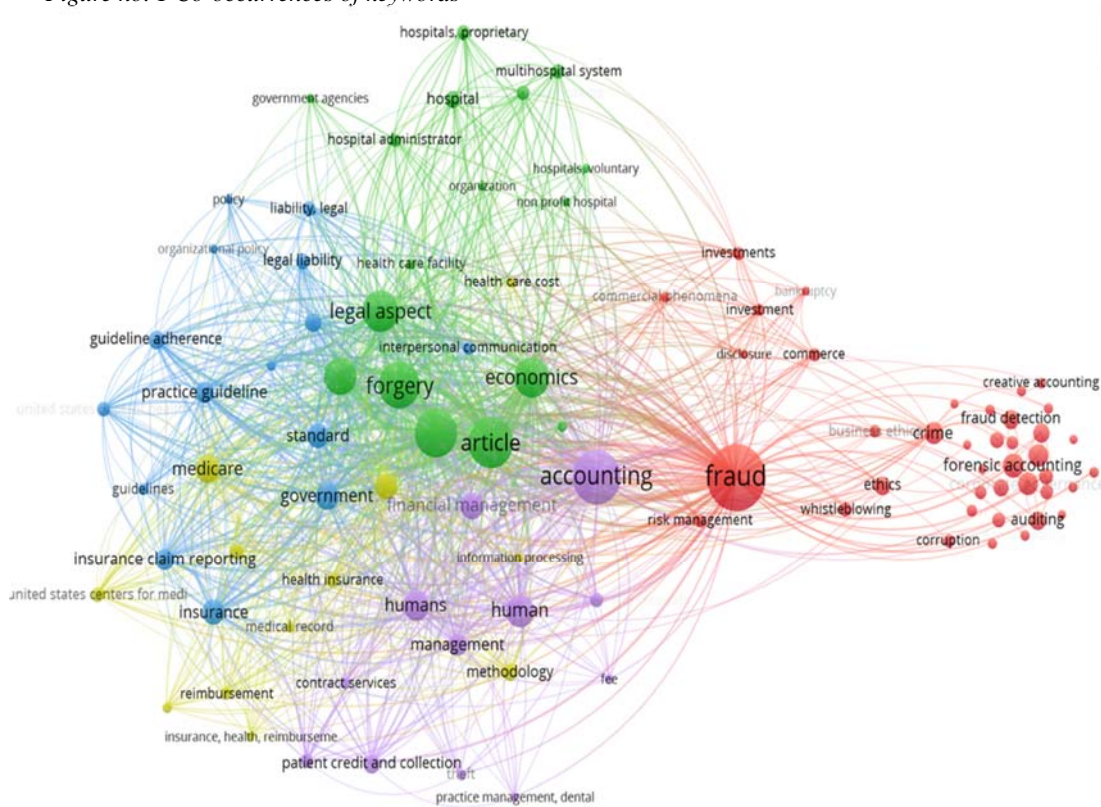 Figure no. 1 Co-occurrences of keywords
hospitals, proprietary
multihospital system
government agencies
hospital
hospital administrator
hospitals, voluntary
organization
non profit hospital
policy
liability, legal
organizational policy
legal liability
health care facility
investments
health care cost
commercial phenomena
bankruptcy
legal aspect
investment
guideline adherence
interpersonal communication
disclosure
commerce
forgery
economics
creative accounting
practice guideline
united states
fraud detection
standard
article
business ethics
crime
medicare
accounting
fraud
forensic accounting
guidelines
government
financial management
ethics
whistleblowing
risk management
auditing
corruption
insurance claim reporting
information processing
health insurance
united states centers for medi
insurance
humans
human
medical record
management
methodology
contract services
fee
reimbursement
insurance, health, reimburseme
patient credit and collection
theft
practice management, dental